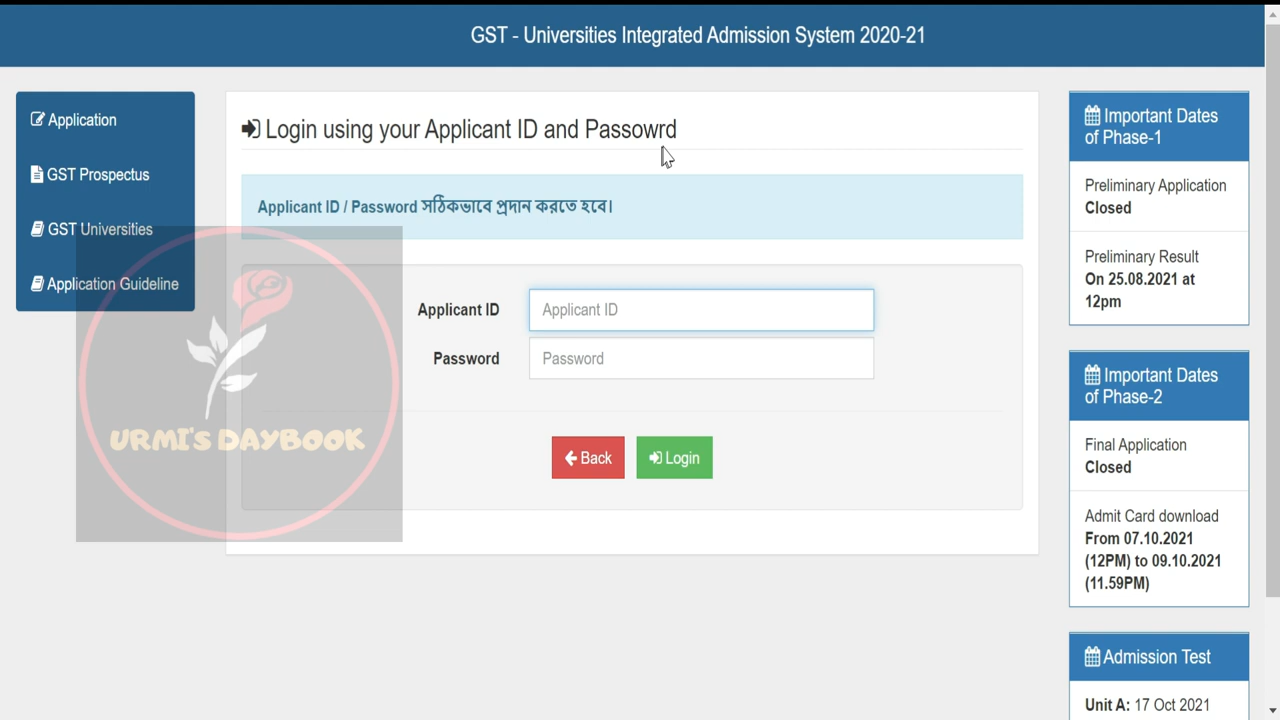 GST - Universities Integrated Admission System 2020-21
Application
GST Prospectus
GST Universities
Application Guideline
Login using your Applicant ID and Passowrd
Applicant ID / Password সঠিকভাবে প্রদান করতে হবে।
Applicant ID
Applicant ID
Password
Password
Back
Login
URMI'S DAYBOOK
Important Dates
of Phase-1
Preliminary Application
Closed
Preliminary Result
On 25.08.2021 at
12pm
Important Dates
of Phase-2
Final Application
Closed
Admit Card download
From 07.10.2021
(12PM) to 09.10.2021
(11.59PM)
Admission Test
Unit A: 17 Oct 2021